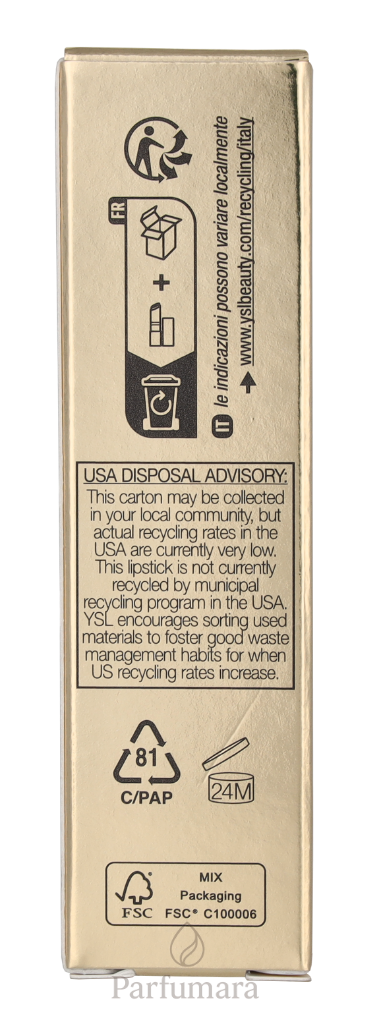 FR
IT le indicazioni possono variare localmente
www.yslbeauty.com/recycling/italy
USA DISPOSAL ADVISORY:
This carton may be collected
in your local community, but
actual recycling rates in the
USA are currently very low.
This lipstick is not currently
recycled by municipal
recycling program in the USA.
YSL encourages sorting used
materials to foster good waste
management habits for when
US recycling rates increase.
81
C/PAP
24M
MIX
Packaging
FSC FSC® C100006
Parfumara